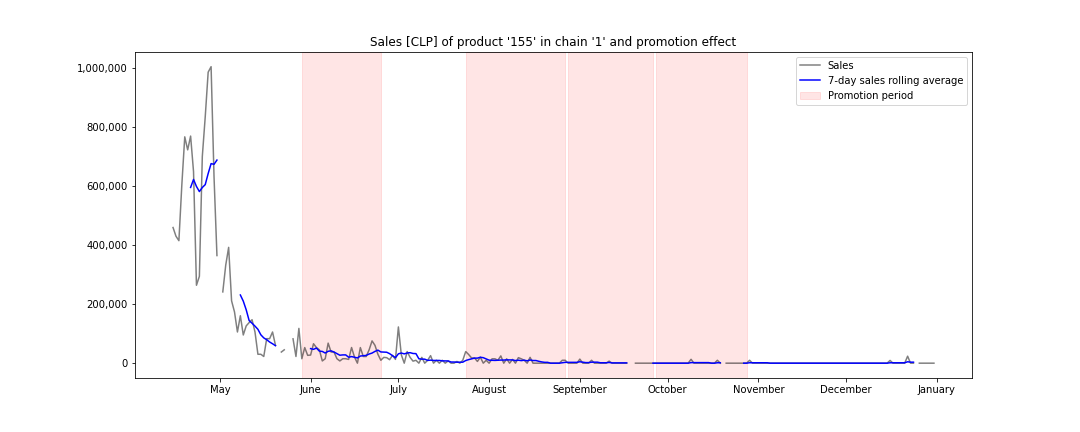 Sales [CLP] of product '155' in chain '1' and promotion effect
Sales
7-day sales rolling average
Promotion period
1,000,000
800,000
600,000
400,000
200,000
0
May June July August September October November December January